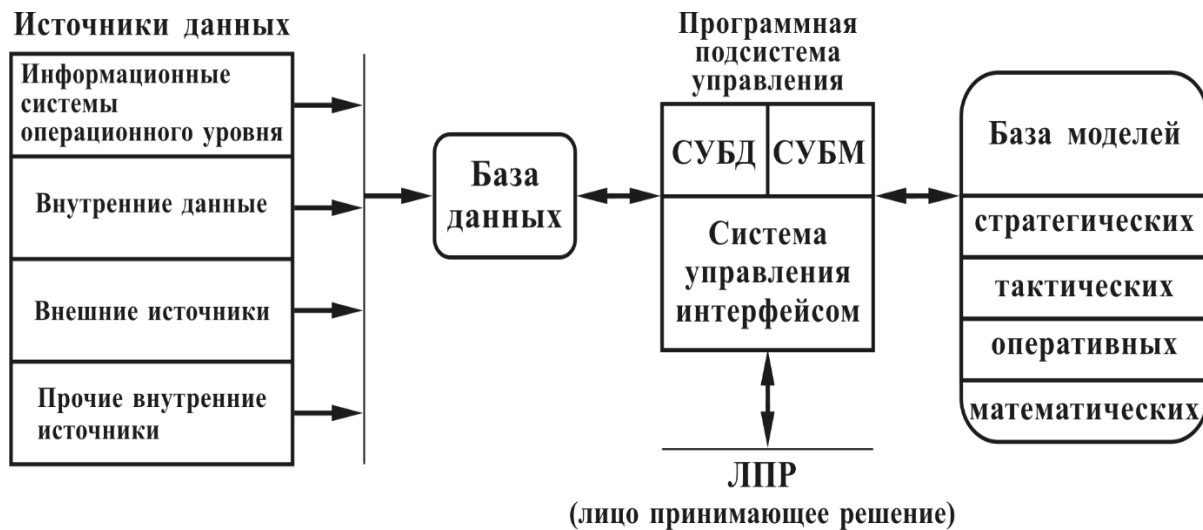 Источники данных
Информационные
системы
операционного уровня
Внутренние данные
Внешние источники
Прочие внутренние
источники
База
данных
Программная
подсистема
управления
СУБД
СУБМ
Система
управления
интерфейсом
ЛПР
(лицо принимающее решение)
База моделей
стратегических
тактических
оперативных
математических